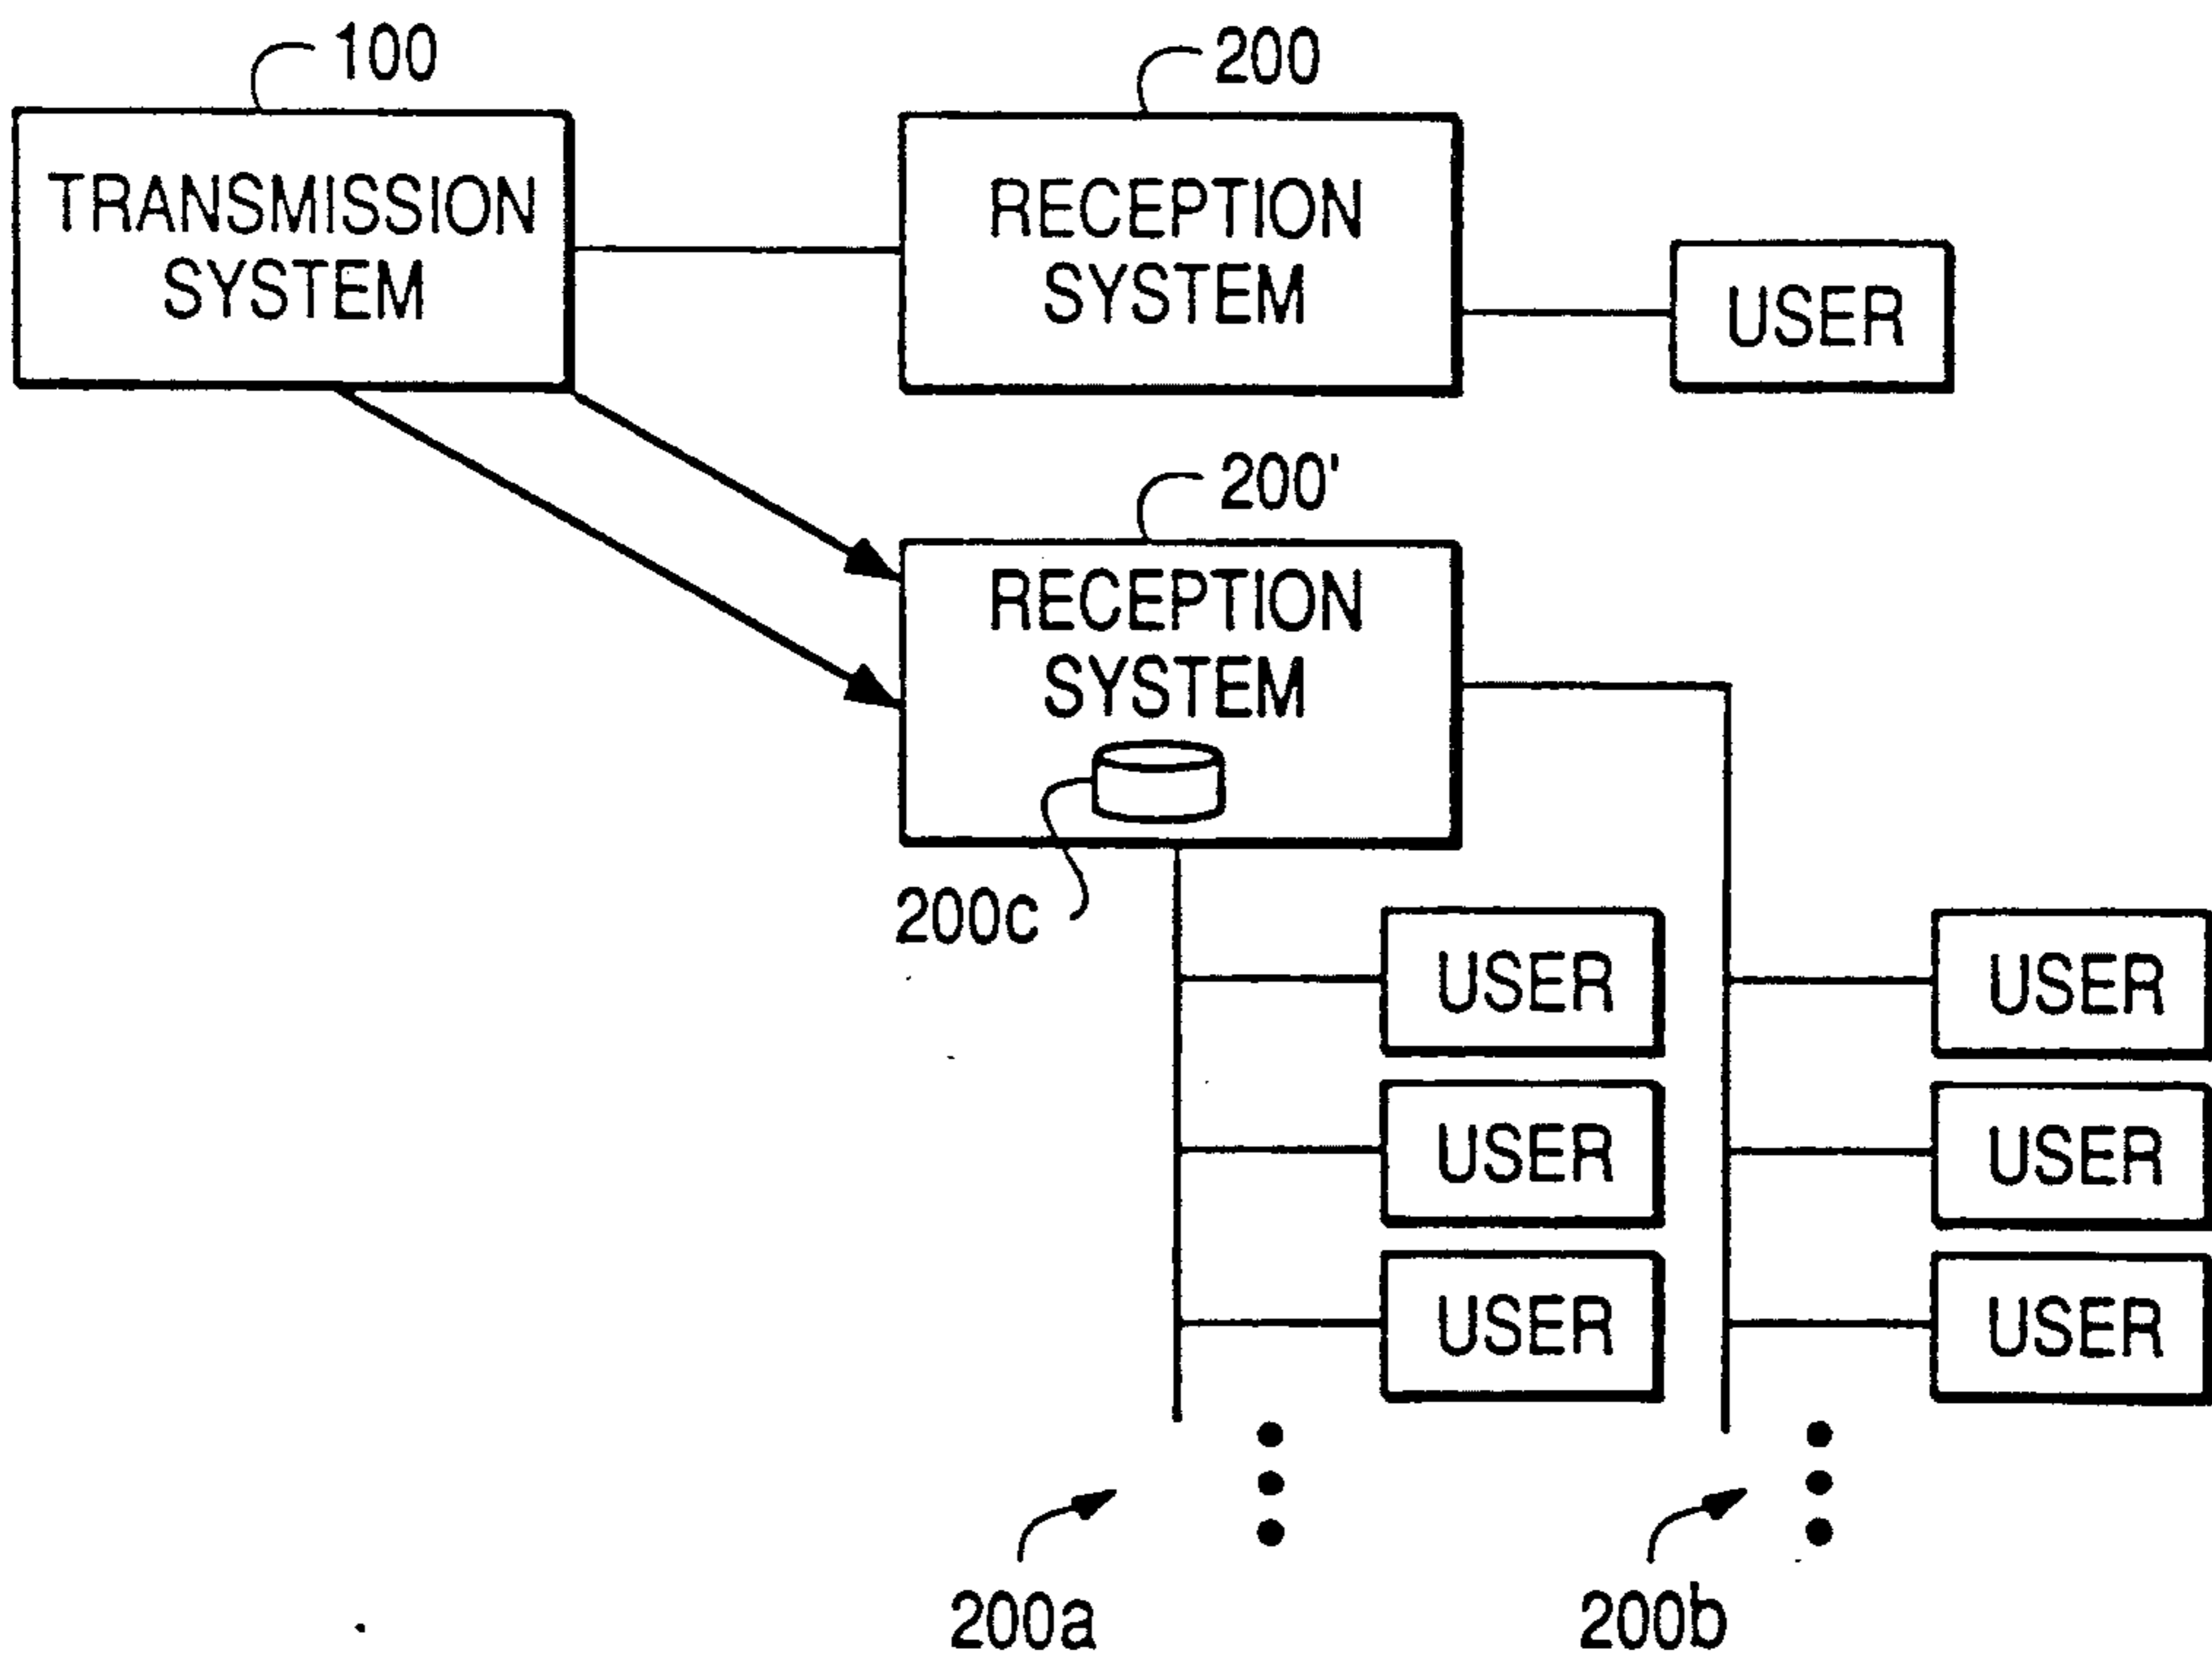 100
200
TRANSMISSION
SYSTEM
RECEPTION
SYSTEM
USER
200'
RECEPTION
SYSTEM
200c
USER
USER
USER
USER
USER
USER
200a
200b